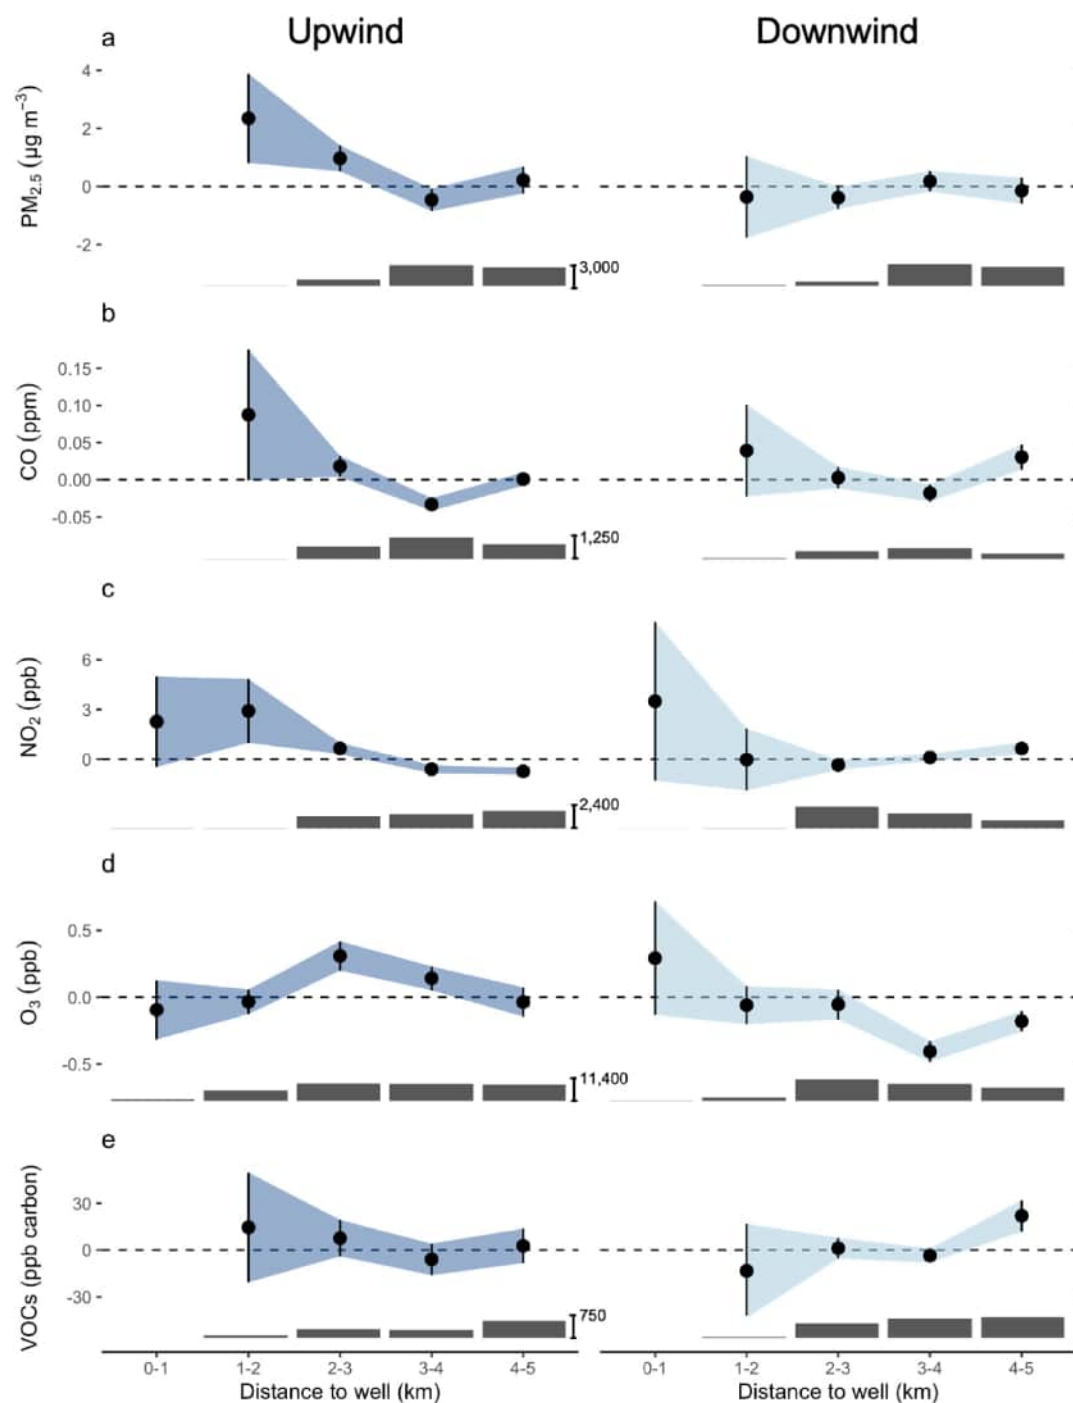 Upwind
Downwind
a
PM2.5 (µg m−3)
4
2
0
-2
3,000
b
CO (ppm)
0.15
0.10
0.05
0.00
-0.05
1,250
c
NO2 (ppb)
6
3
0
2,400
d
O3 (ppb)
0.5
0.0
-0.5
11,400
e
VOCs (ppb carbon)
30
0
-30
750
0-1 1-2 2-3 3-4 4-5
0-1 1-2 2-3 3-4 4-5
Distance to well (km)
Distance to well (km)